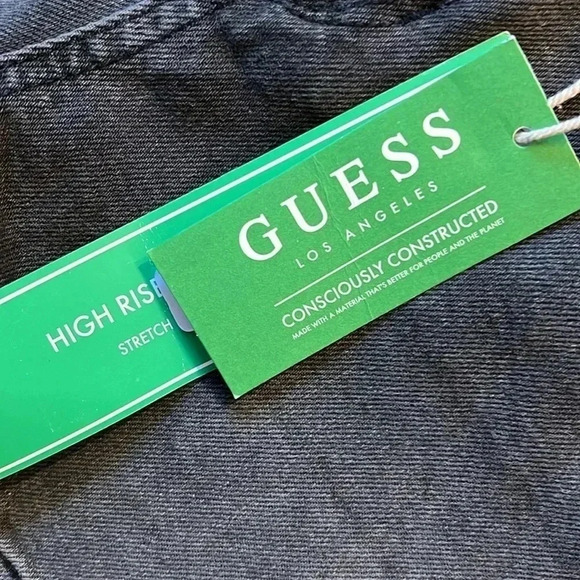 GUESS
LOS ANGELES
CONSCIOUSLY CONSTRUCTED
MADE WITH A MATERIAL THAT'S BETTER FOR PEOPLE AND THE PLANET
HIGH RISE
STRETCH